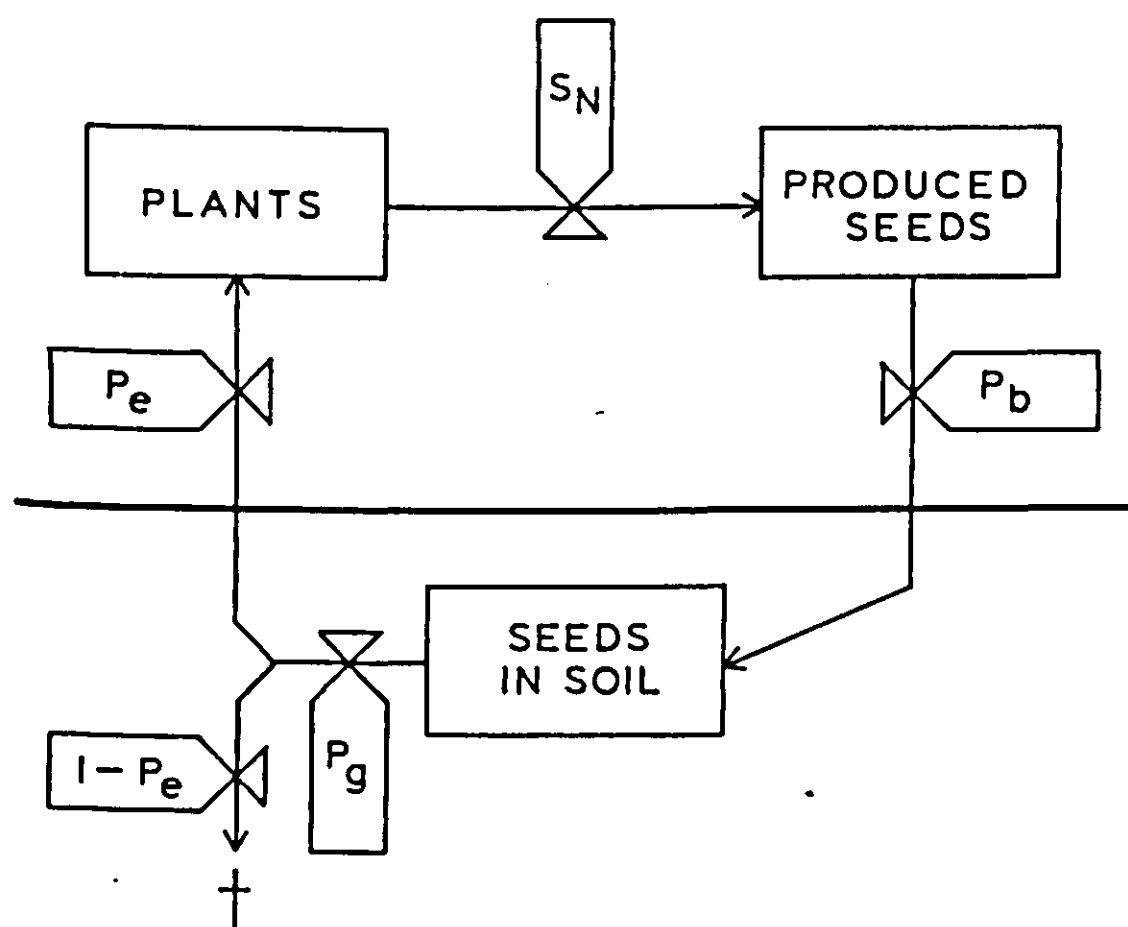 S_N
PLANTS
PRODUCED
SEEDS
P_e
P_b
SEEDS
IN SOIL
1 - P_e
P_g
†